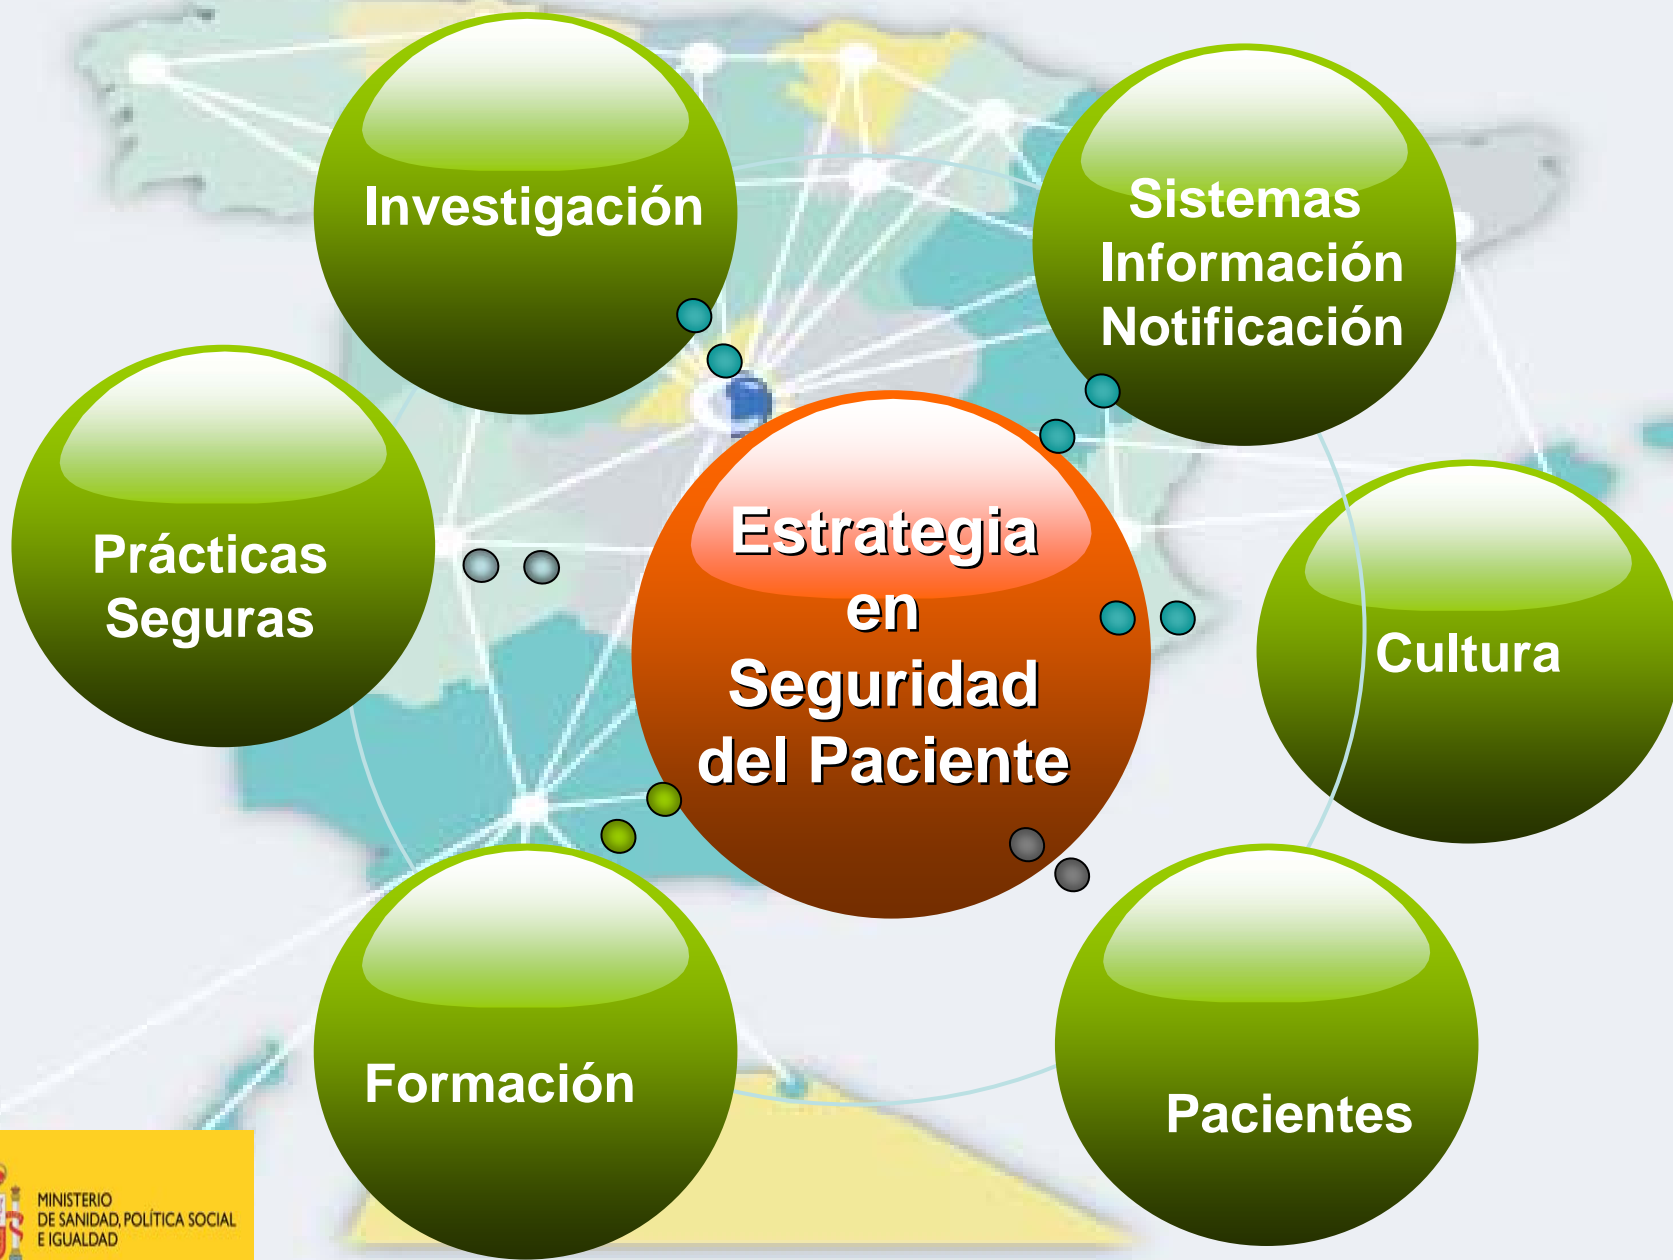 Investigación
Sistemas
Información
Notificación
Prácticas
Seguras
Estrategia
en
Seguridad
del Paciente
Cultura
Formación
Pacientes
MINISTERIO
DE SANIDAD, POLÍTICA SOCIAL
E IGUALDAD